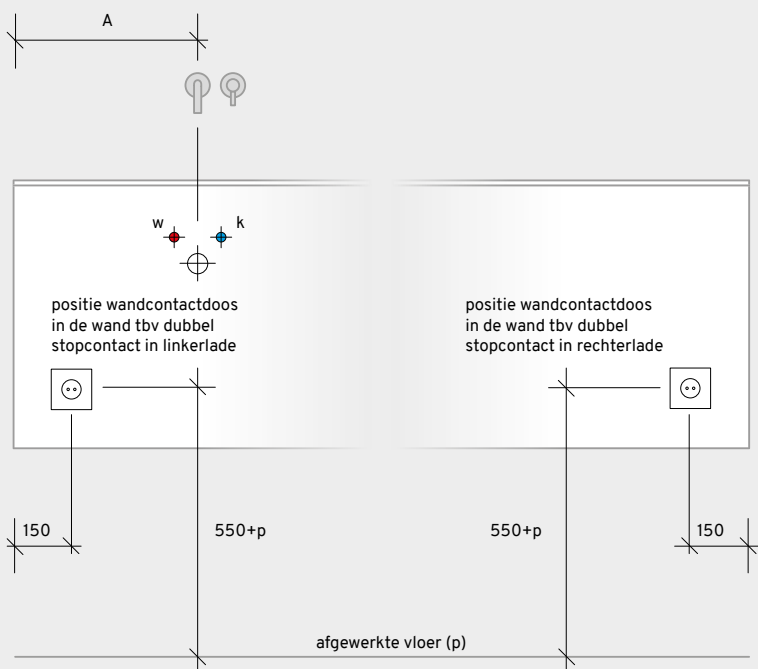 A
w
k
positie wandcontactdoos
in de wand tbv dubbel
stopcontact in linkerlade
positie wandcontactdoos
in de wand tbv dubbel
stopcontact in rechterlade
150
550+p
550+p
150
afgewerkte vloer (p)